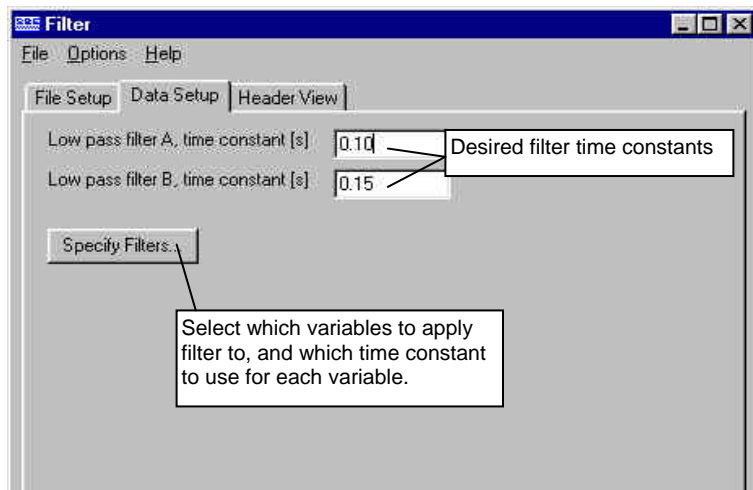 SBE Filter
File Options Help
File Setup Data Setup Header View
Low pass filter A, time constant [s] 0.10 Desired filter time constants
Low pass filter B, time constant [s] 0.15
Specify Filters...
Select which variables to apply
filter to, and which time constant
to use for each variable.